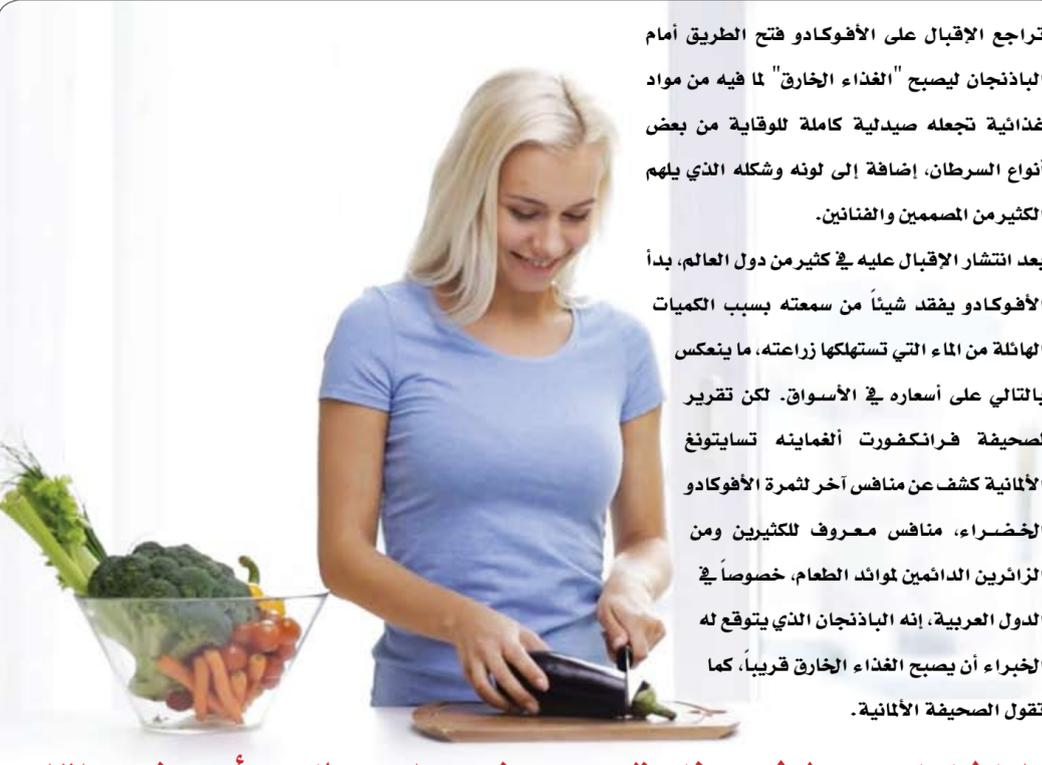 تراجع الإقبال على الأفوكادو فتح الطريق أمام
الباذنجان ليصبح "الغذاء الخارق" لما فيه من مواد
غذائية تجعله صيدلية كاملة للوقاية من بعض
أنواع السرطان، إضافة إلى لونه وشكله الذي يلهم
الكثير من المصممين والفنانين.
بعد انتشار الإقبال عليه في كثير من دول العالم، بدأ
الأفوكادو يفقد شيئاً من سمعته بسبب الكميات
الهائلة من الماء التي تستهلكها زراعته، ما ينعكس
بالتالي على أسعاره في الأسواق. لكن تقرير
لصحيفة فرانكفورت ألغماينه تسايتونغ
الألمانية كشف عن منافس آخر لثمرة الأفوكادو
الخضراء، منافس معروف للكثيرين ومن
الزائرين الدائمين لموائد الطعام، خصوصاً في
الدول العربية، إنه الباذنجان الذي يتوقع له
الخبراء أن يصبح الغذاء الخارق قريباً، كما
تقول الصحيفة الألمانية.